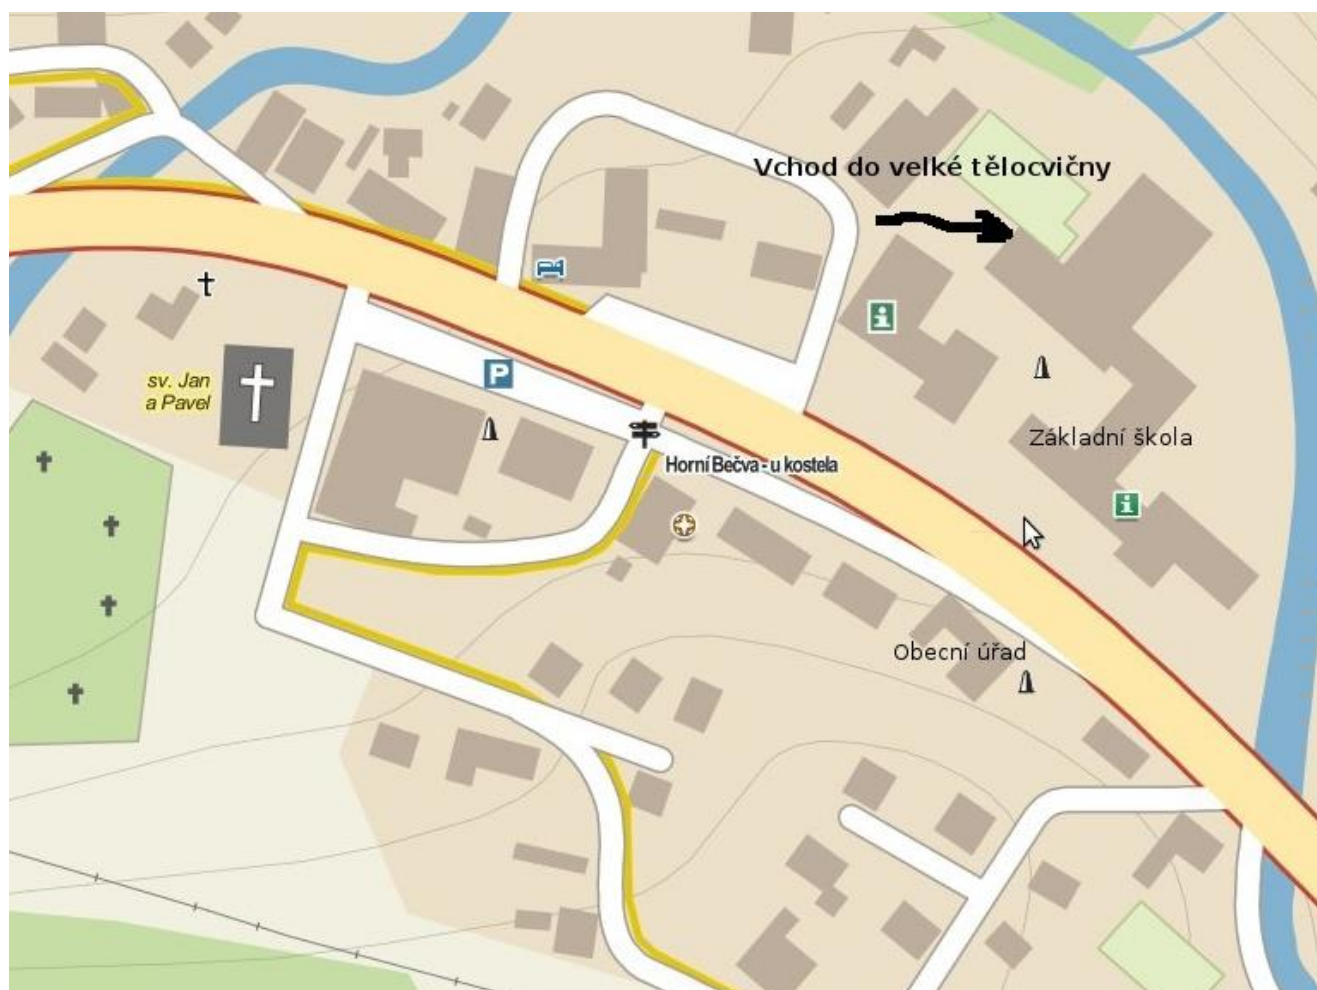 Vchod do velké tělocvičny
sv. Jan
a Pavel
P
Základní škola
Horní Bečva - u kostela
Obecní úřad